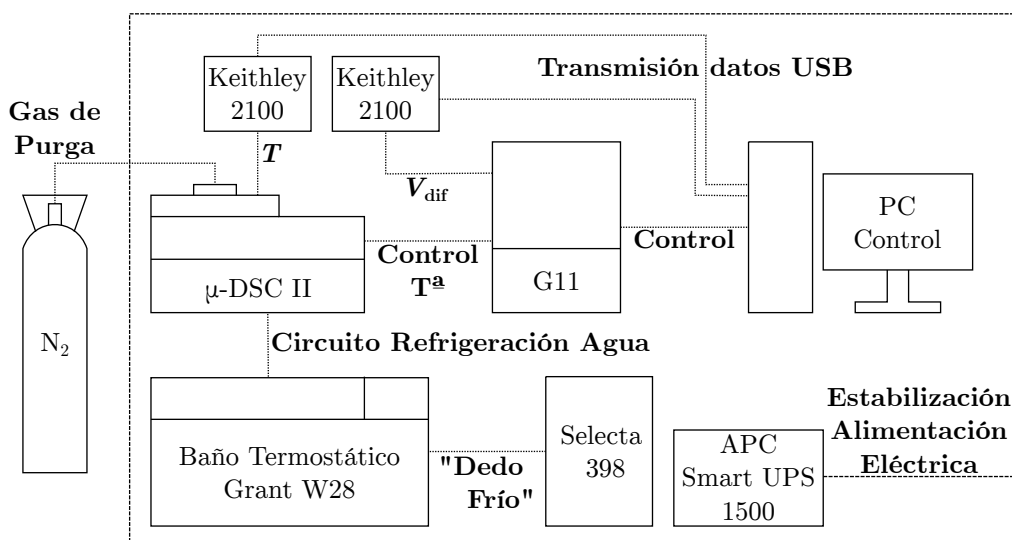 Keithley
2100
Keithley
2100
Transmisión datos USB
Gas de
Purga
T
V_dif
PC
Control
Control
Tª
Control
µ-DSC II
G11
N₂
Circuito Refrigeración Agua
Baño Termostático
Grant W28
"Dedo
Frío"
Selecta
398
APC
Smart UPS
1500
Estabilización
Alimentación
Eléctrica